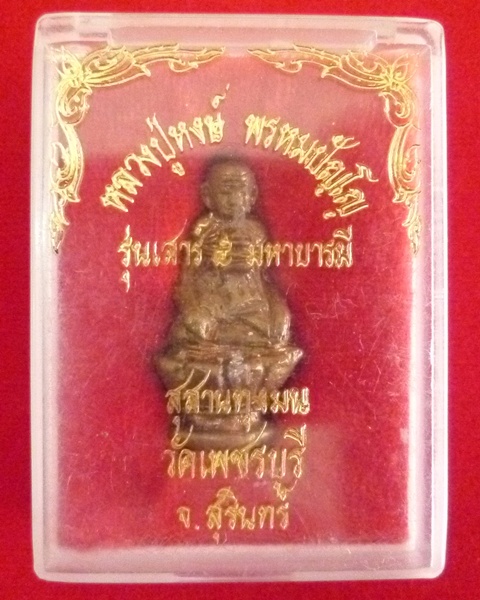 หลวงปู่หงษ์ พรหมปัญโญ
รุ่นเสาร์ ๕ มหาบารมี
สุสานทุ่งมน
วัดเพชรบุรี
จ.สุรินทร์